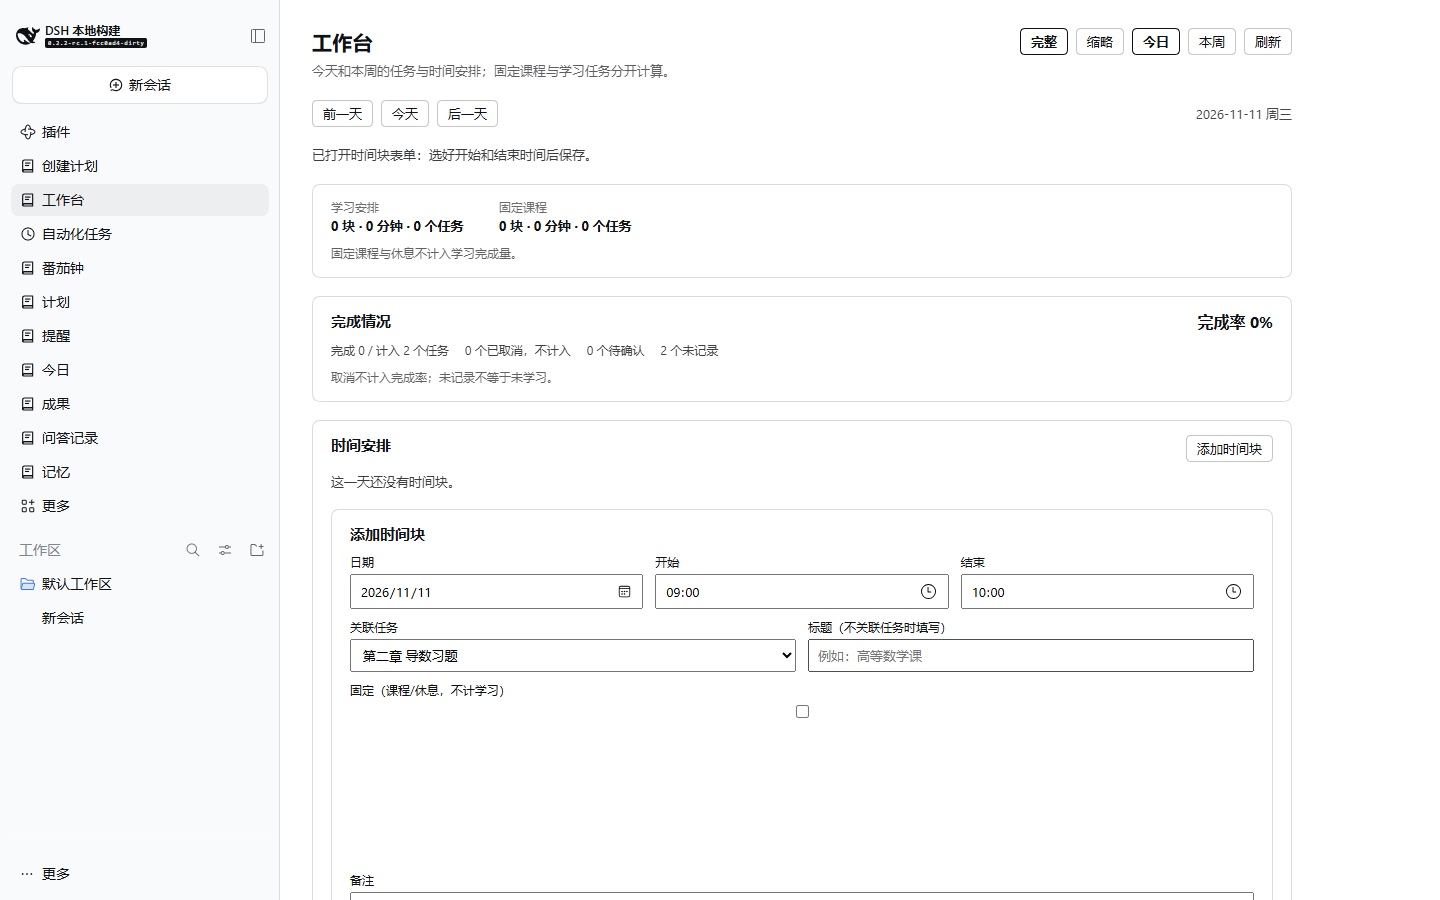 DSH 本地构建
0.3.2-rc.1-fcc0ad4-dirty
新会话
插件
创建计划
工作台
自动化任务
番茄钟
计划
提醒
今日
成果
问答记录
记忆
更多
工作区
默认工作区
新会话
更多
工作台
完整 缩略 今日 本周 刷新
今天和本周的任务与时间安排；固定课程与学习任务分开计算。
前一天 今天 后一天
2026-11-11 周三
已打开时间块表单：选好开始和结束时间后保存。
学习安排 固定课程
0 块 · 0 分钟 · 0 个任务 0 块 · 0 分钟 · 0 个任务
固定课程与休息不计入学习完成量。
完成情况 完成率 0%
完成 0 / 计入 2 个任务 0 个已取消，不计入 0 个待确认 2 个未记录
取消不计入完成率；未记录不等于未学习。
时间安排 添加时间块
这一天还没有时间块。
添加时间块
日期 开始 结束
2026/11/11 09:00 10:00
关联任务 标题（不关联任务时填写）
第二章 导数习题 例如：高等数学课
固定（课程/休息，不计学习）
备注